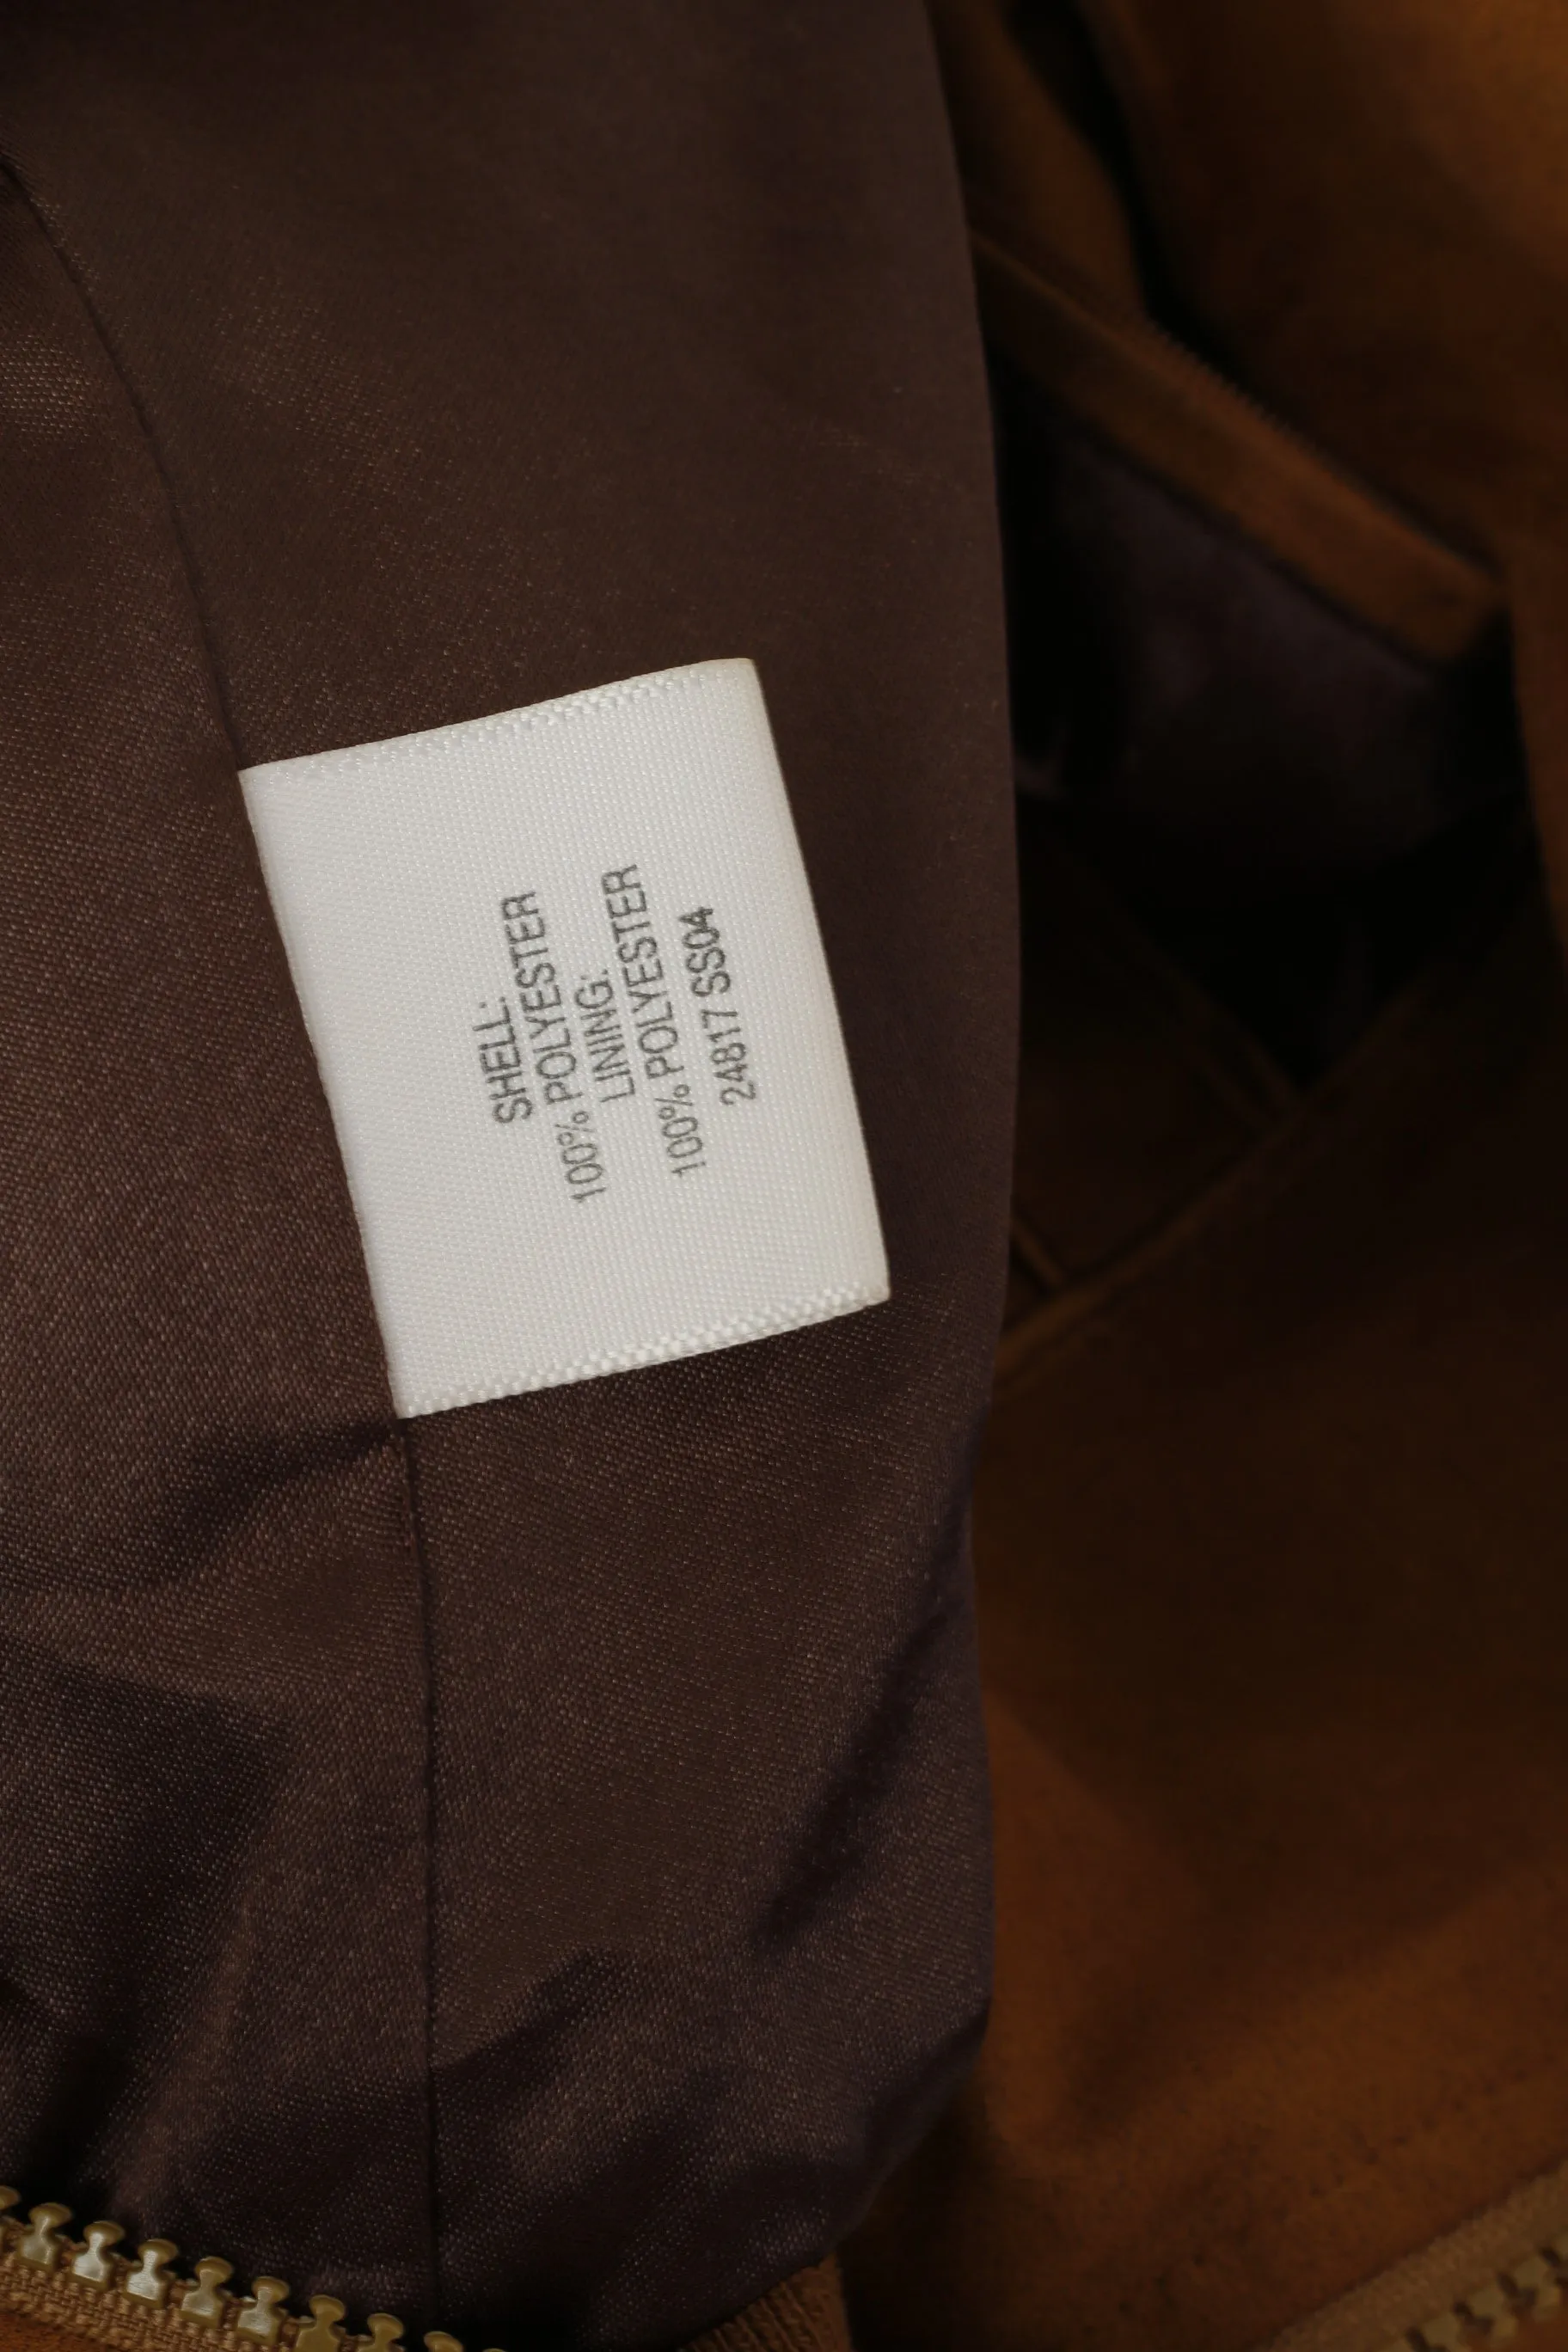 SHELL:
100% POLYESTER
LINING:
100% POLYESTER
24817 SS04